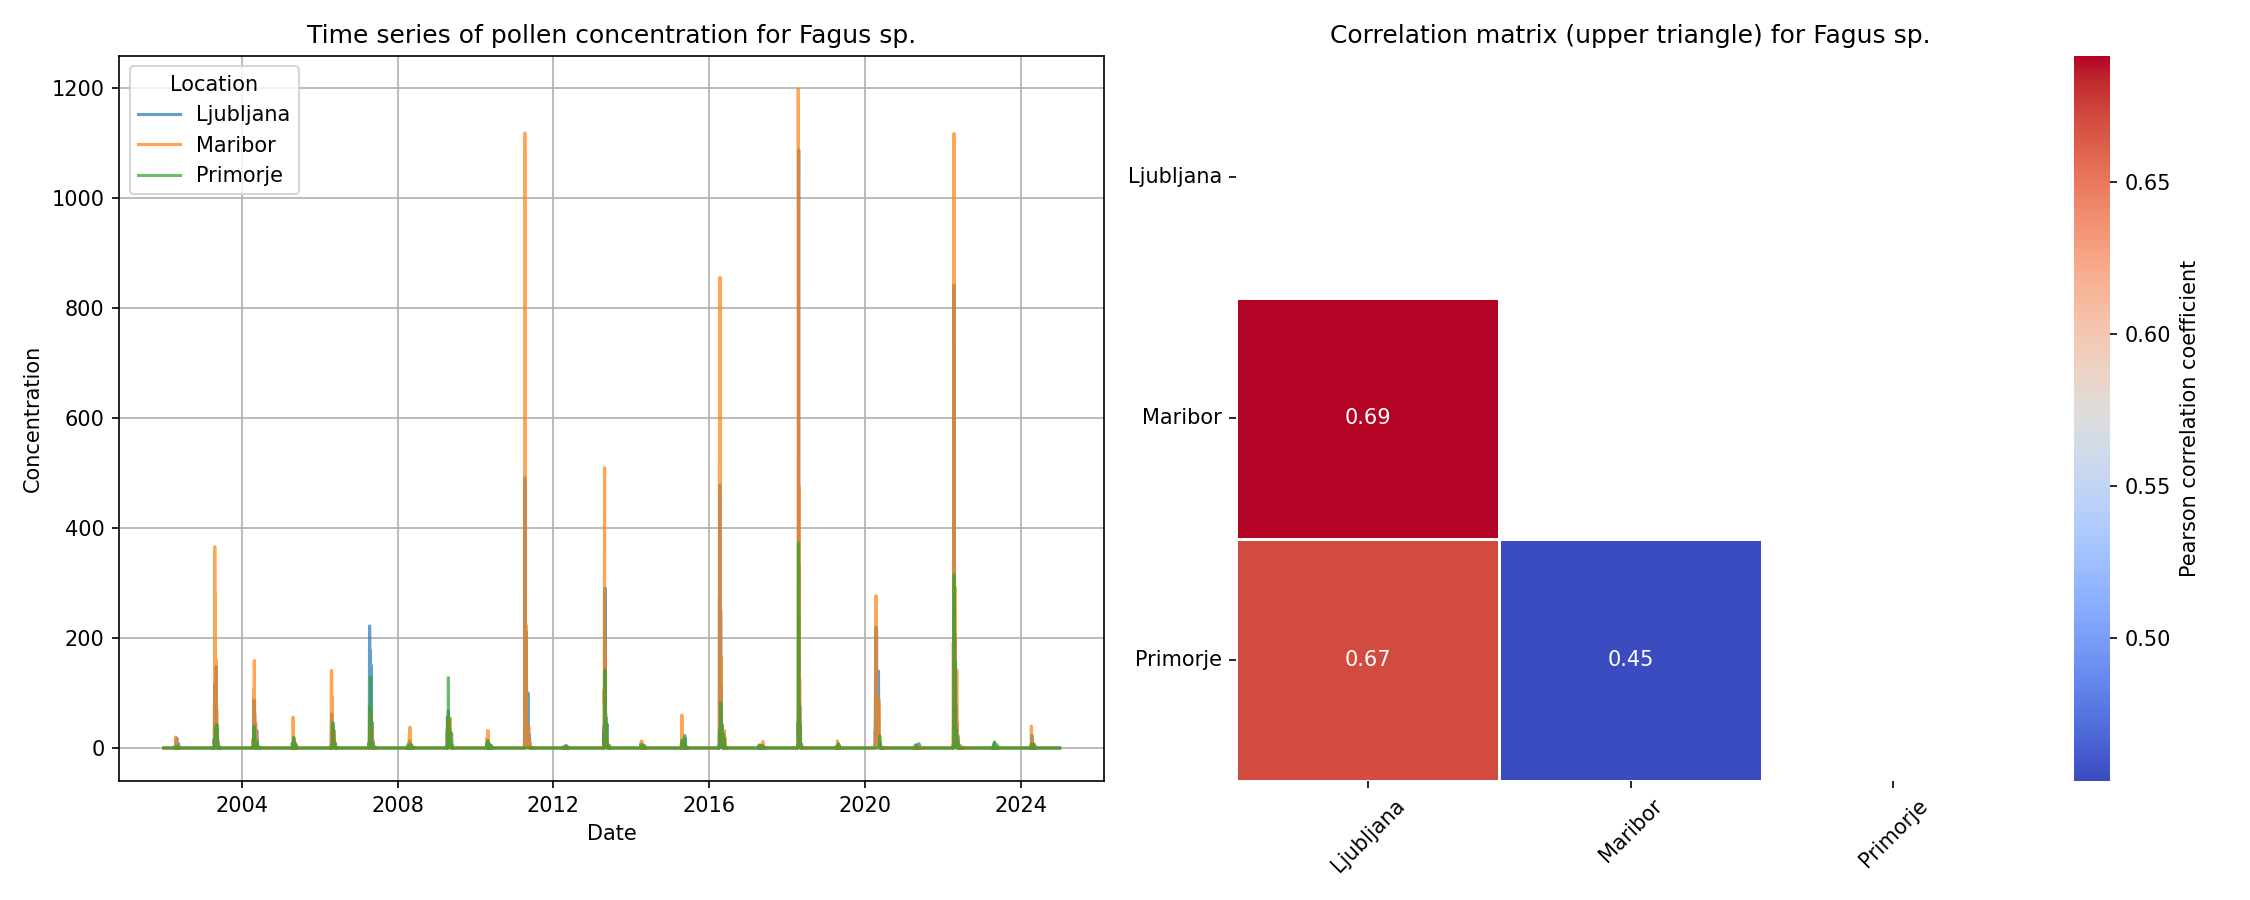 Time series of pollen concentration for Fagus sp.
Location
Ljubljana
Maribor
Primorje
1200
1000
800
600
400
200
0
Concentration
2004 2008 2012 2016 2020 2024
Date
Correlation matrix (upper triangle) for Fagus sp.
Ljubljana
Maribor
Primorje
0.69
0.67 0.45
Ljubljana Maribor Primorje
0.65
0.60
0.55
0.50
Pearson correlation coefficient